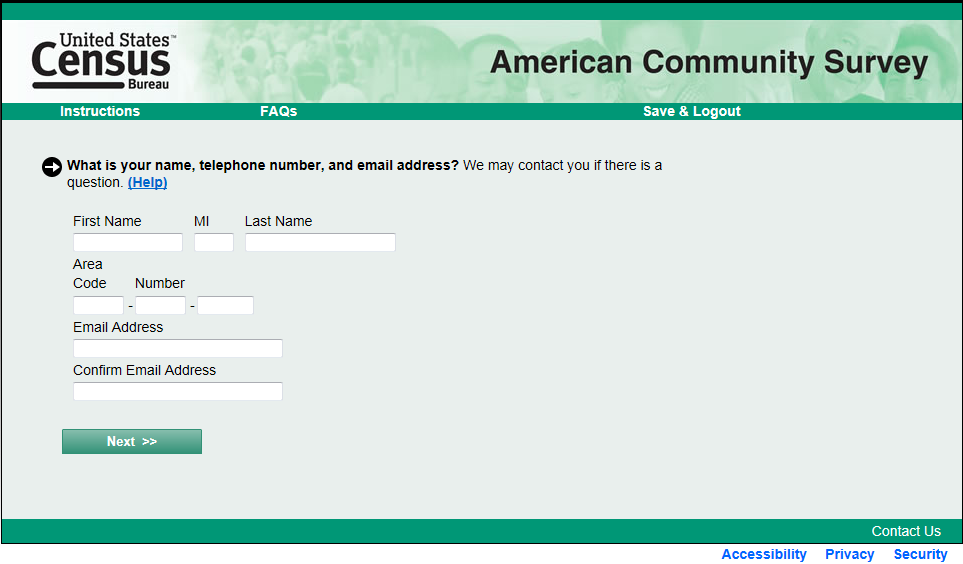 United States™
Census
Bureau
American Community Survey
Instructions FAQs Save & Logout
What is your name, telephone number, and email address? We may contact you if there is a
question. (Help)
First Name MI Last Name
Area
Code Number
- -
Email Address
Confirm Email Address
Next >>
Contact Us
Accessibility Privacy Security